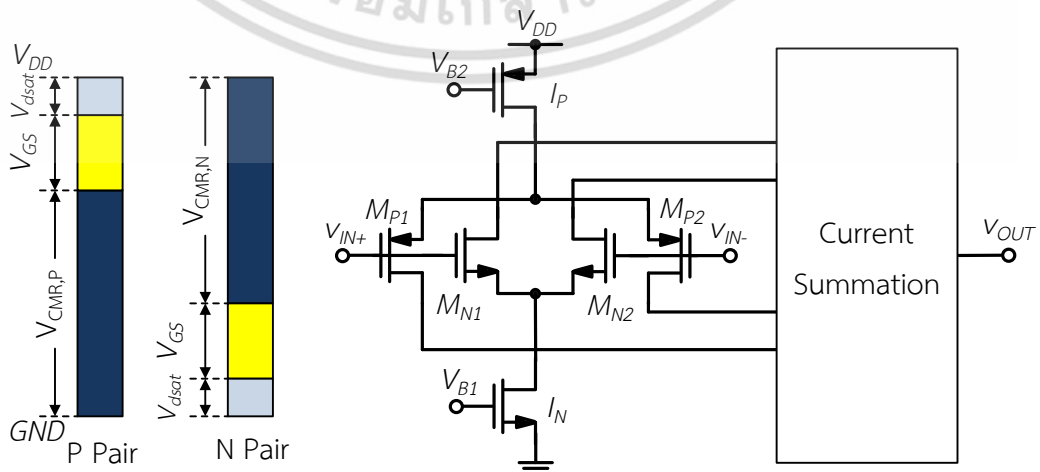 V_DD
V_dsat
V_GS
V_CMR,P
GND
P Pair
V_CMR,N
V_GS
V_dsat
N Pair
V_DD
V_B2
I_P
M_P1
M_P2
v_IN+
v_IN-
M_N1
M_N2
V_B1
I_N
Current
Summation
v_OUT